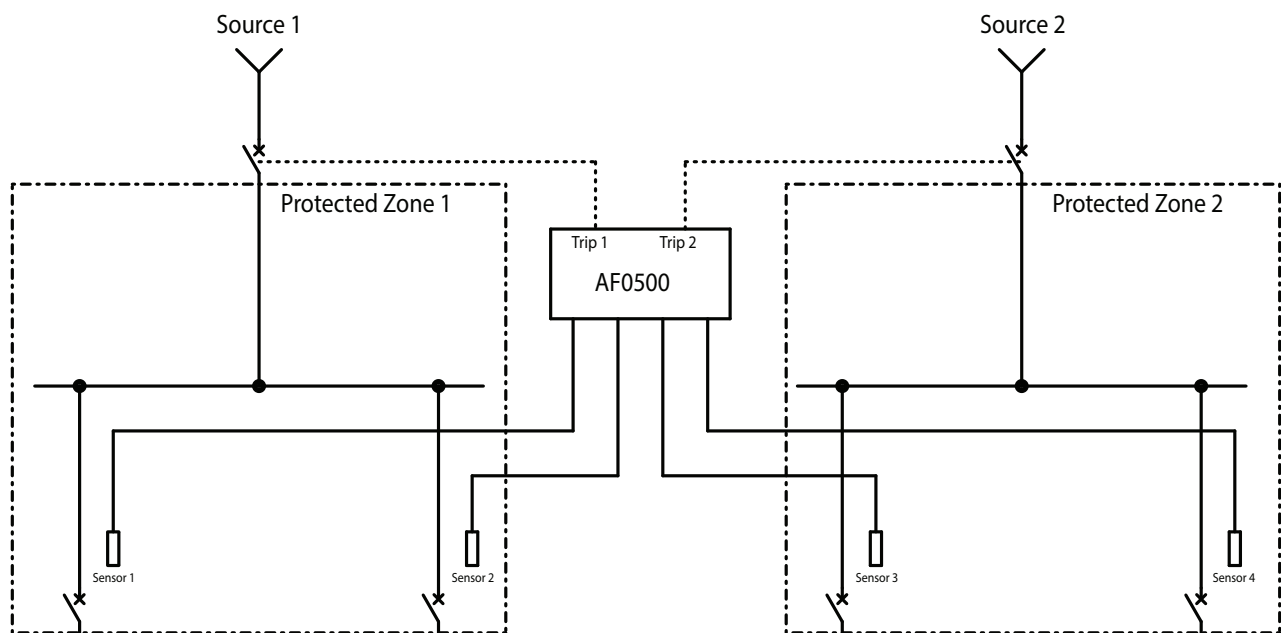 Source 1
Source 2
Protected Zone 1
Protected Zone 2
Trip 1
Trip 2
AF0500
Sensor 1
Sensor 2
Sensor 3
Sensor 4